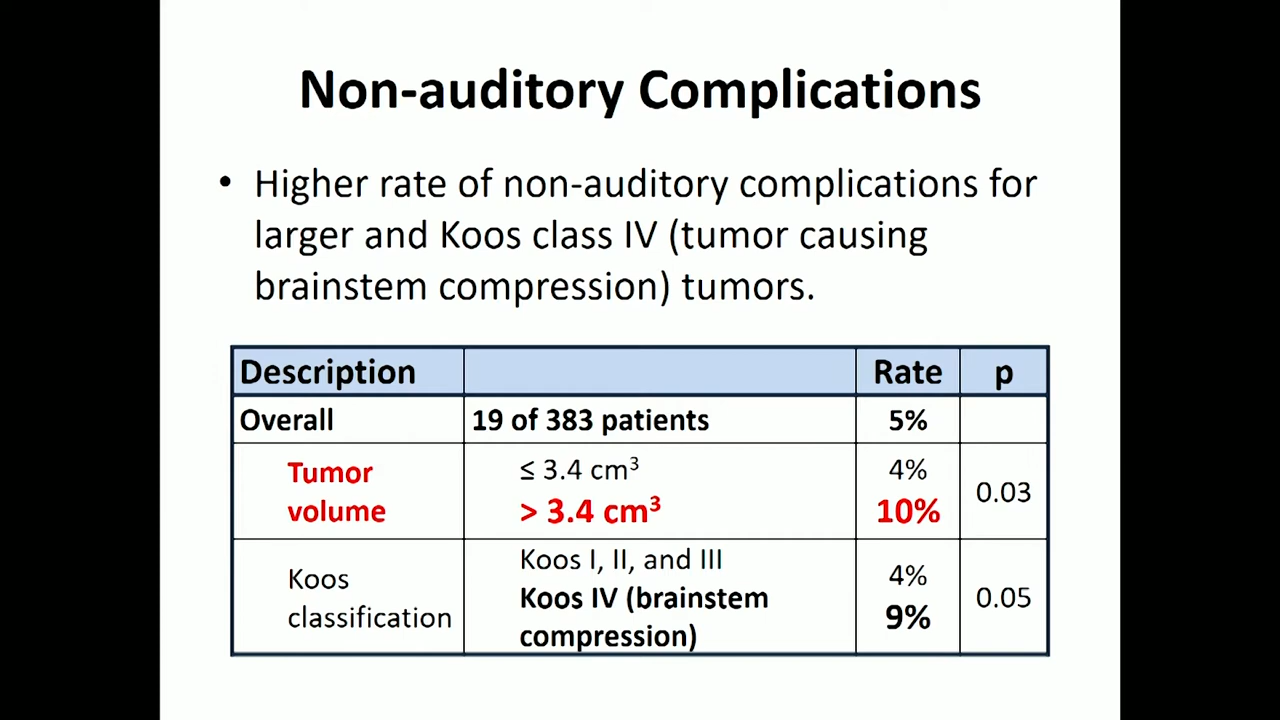 Non-auditory Complications
• Higher rate of non-auditory complications for
larger and Koos class IV (tumor causing
brainstem compression) tumors.
Description Rate p
Overall 19 of 383 patients 5%
Tumor volume ≤ 3.4 cm³ 4% 0.03
> 3.4 cm³ 10%
Koos classification Koos I, II, and III 4% 0.05
Koos IV (brainstem compression) 9%